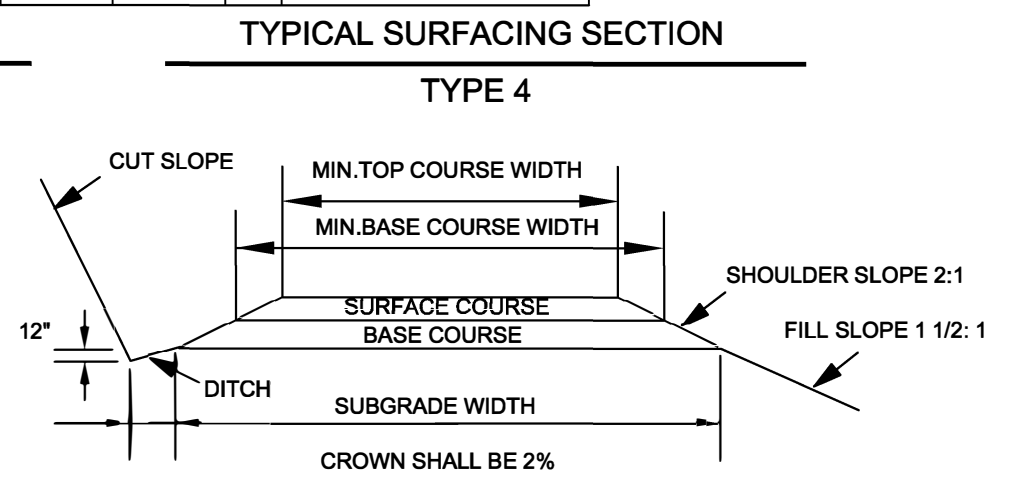 TYPICAL SURFACING SECTION
TYPE 4
CUT SLOPE
MIN.TOP COURSE WIDTH
MIN.BASE COURSE WIDTH
SHOULDER SLOPE 2:1
SURFACE COURSE
12"
BASE COURSE
FILL SLOPE 1 1/2: 1
DITCH
SUBGRADE WIDTH
CROWN SHALL BE 2%